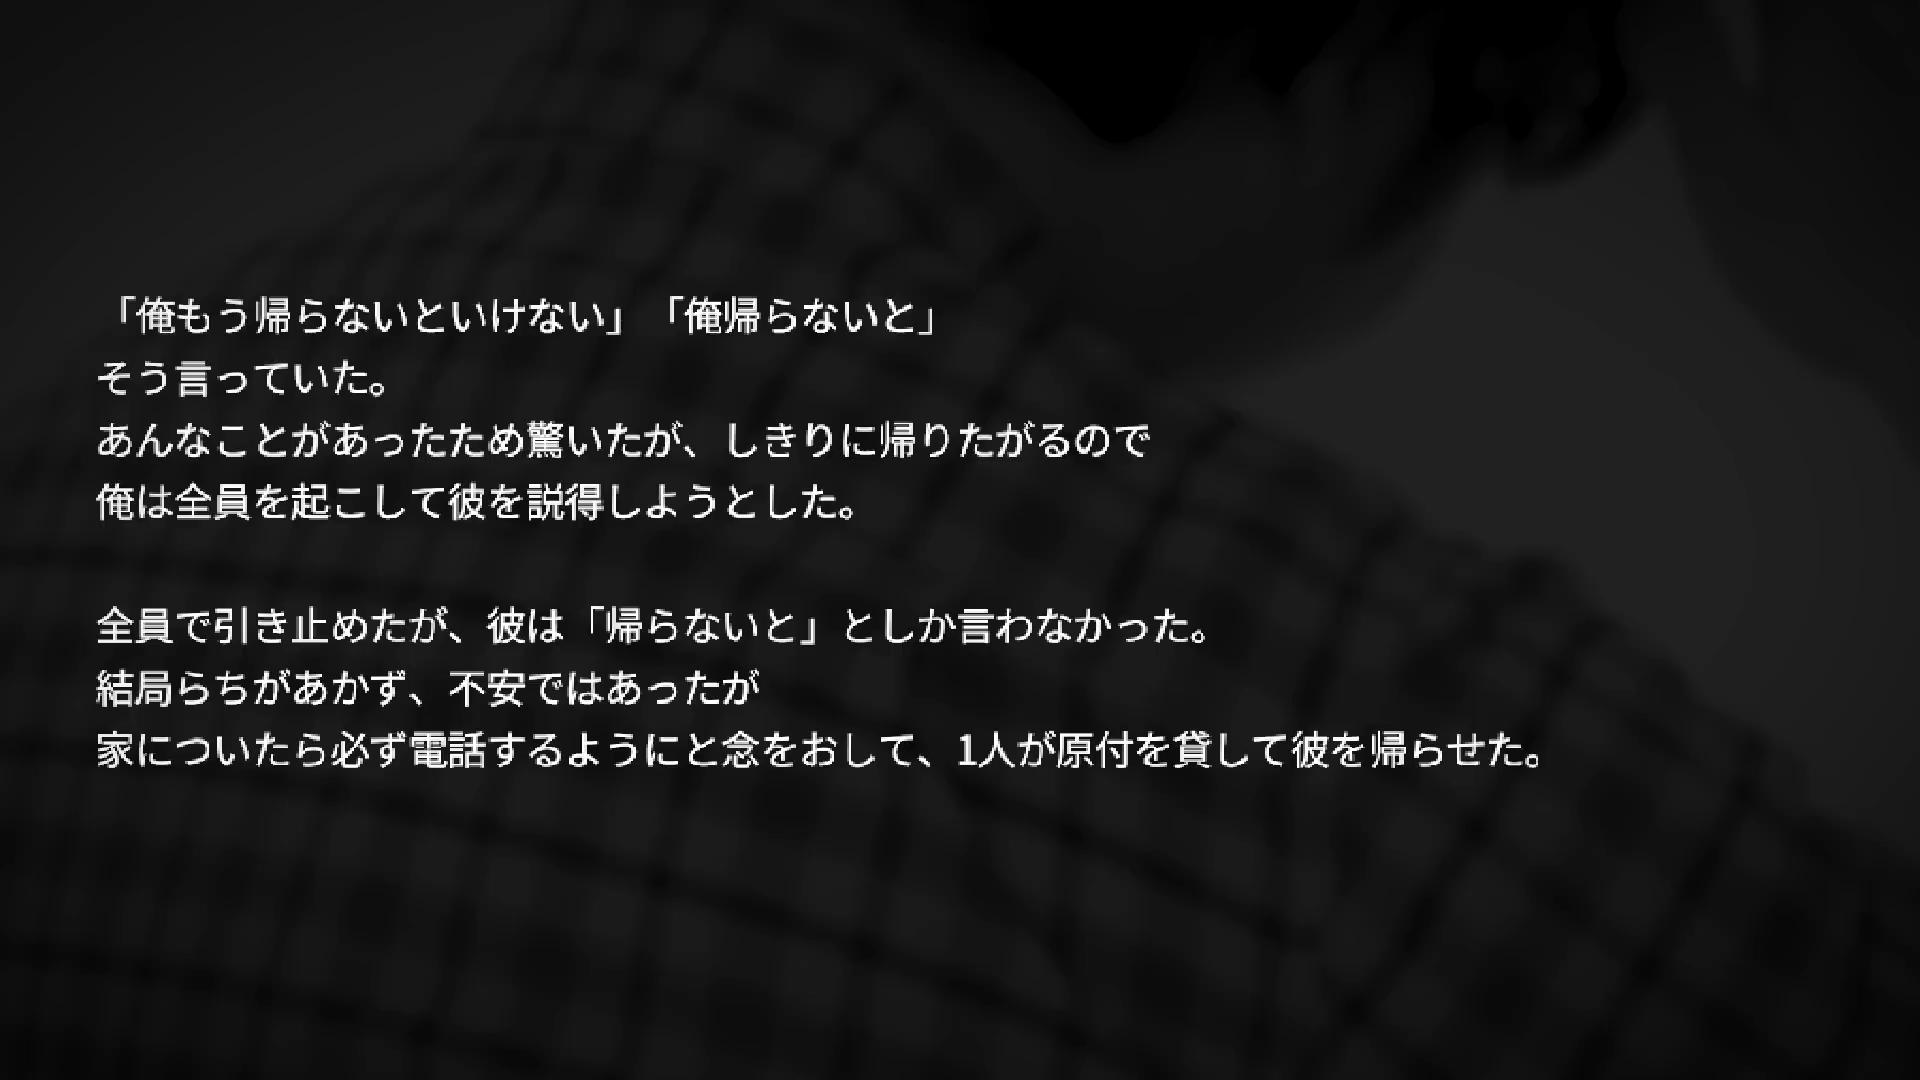 「俺もう帰らないといけない」「俺帰らないと」
そう言っていた。
あんなことがあったため驚いたが、しきりに帰りたがるので
俺は全員を起こして彼を説得しようとした。
全員で引き止めたが、彼は「帰らないと」としか言わなかった。
結局らちがあかず、不安ではあったが
家についたら必ず電話するようにと念をおして、1人が原付を貸して彼を帰らせた。